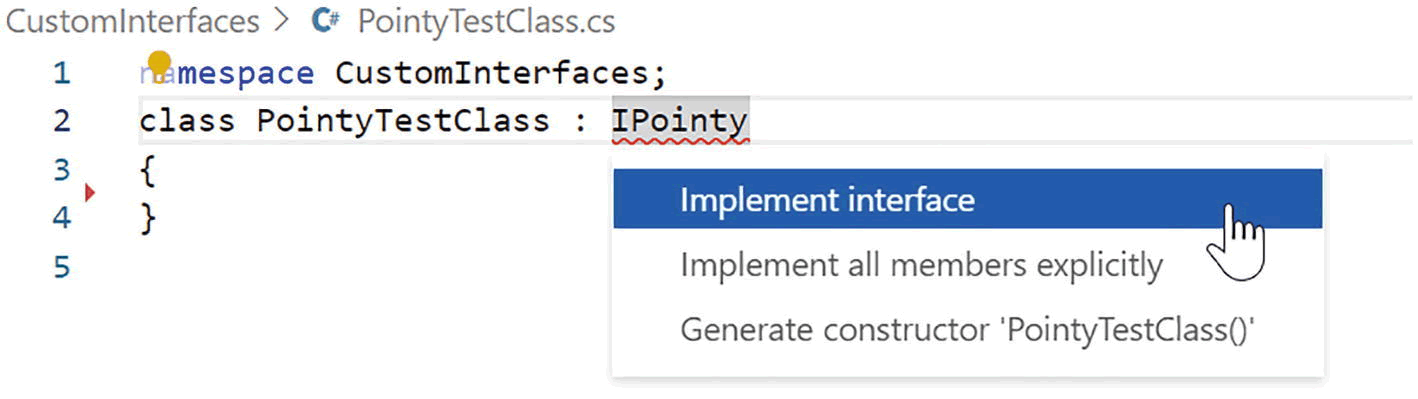 CustomInterfaces > C# PointyTestClass.cs
1 namespace CustomInterfaces;
2 class PointyTestClass : IPointy
3 {
4 }
5
Implement interface
Implement all members explicitly
Generate constructor 'PointyTestClass()'